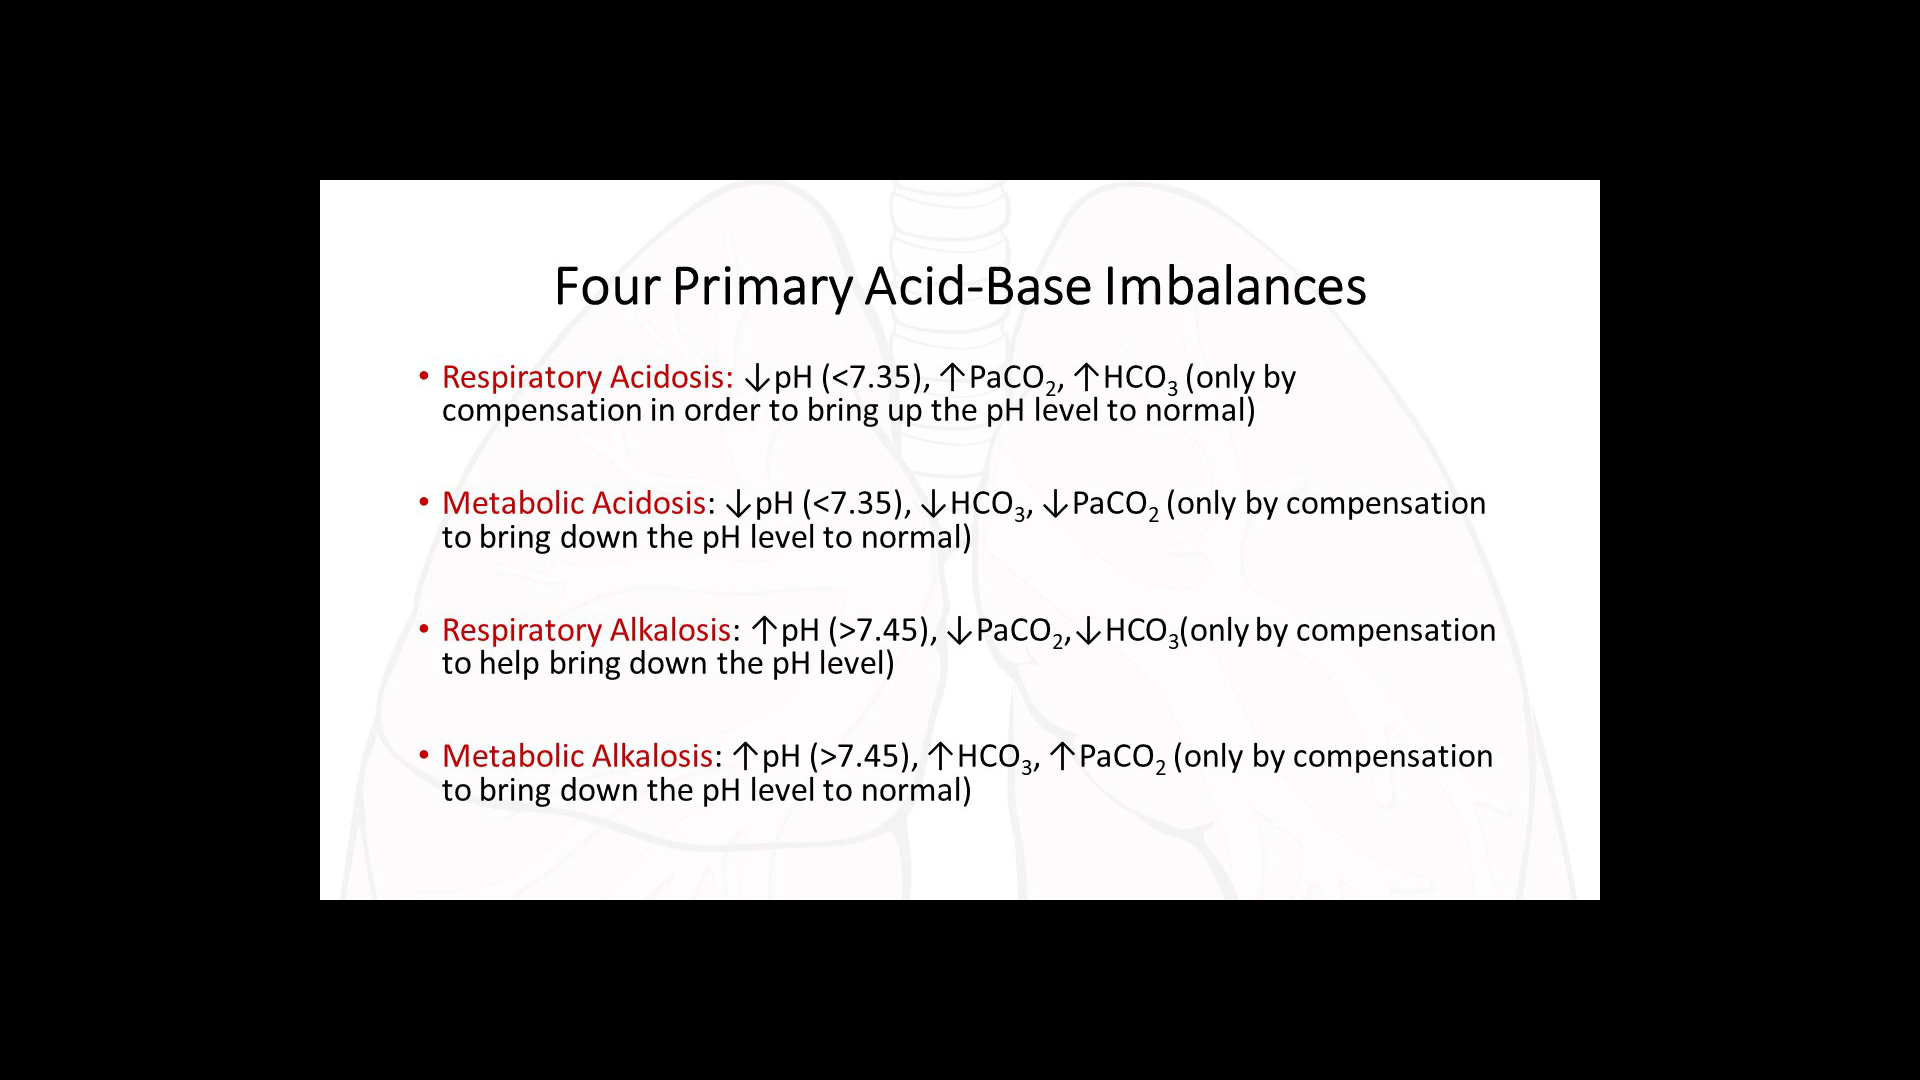 Four Primary Acid-Base Imbalances
• Respiratory Acidosis: ↓pH (<7.35), ↑PaCO₂, ↑HCO₃ (only by
compensation in order to bring up the pH level to normal)
• Metabolic Acidosis: ↓pH (<7.35), ↓HCO₃, ↓PaCO₂ (only by compensation
to bring down the pH level to normal)
• Respiratory Alkalosis: ↑pH (>7.45), ↓PaCO₂,↓HCO₃(only by compensation
to help bring down the pH level)
• Metabolic Alkalosis: ↑pH (>7.45), ↑HCO₃, ↑PaCO₂ (only by compensation
to bring down the pH level to normal)